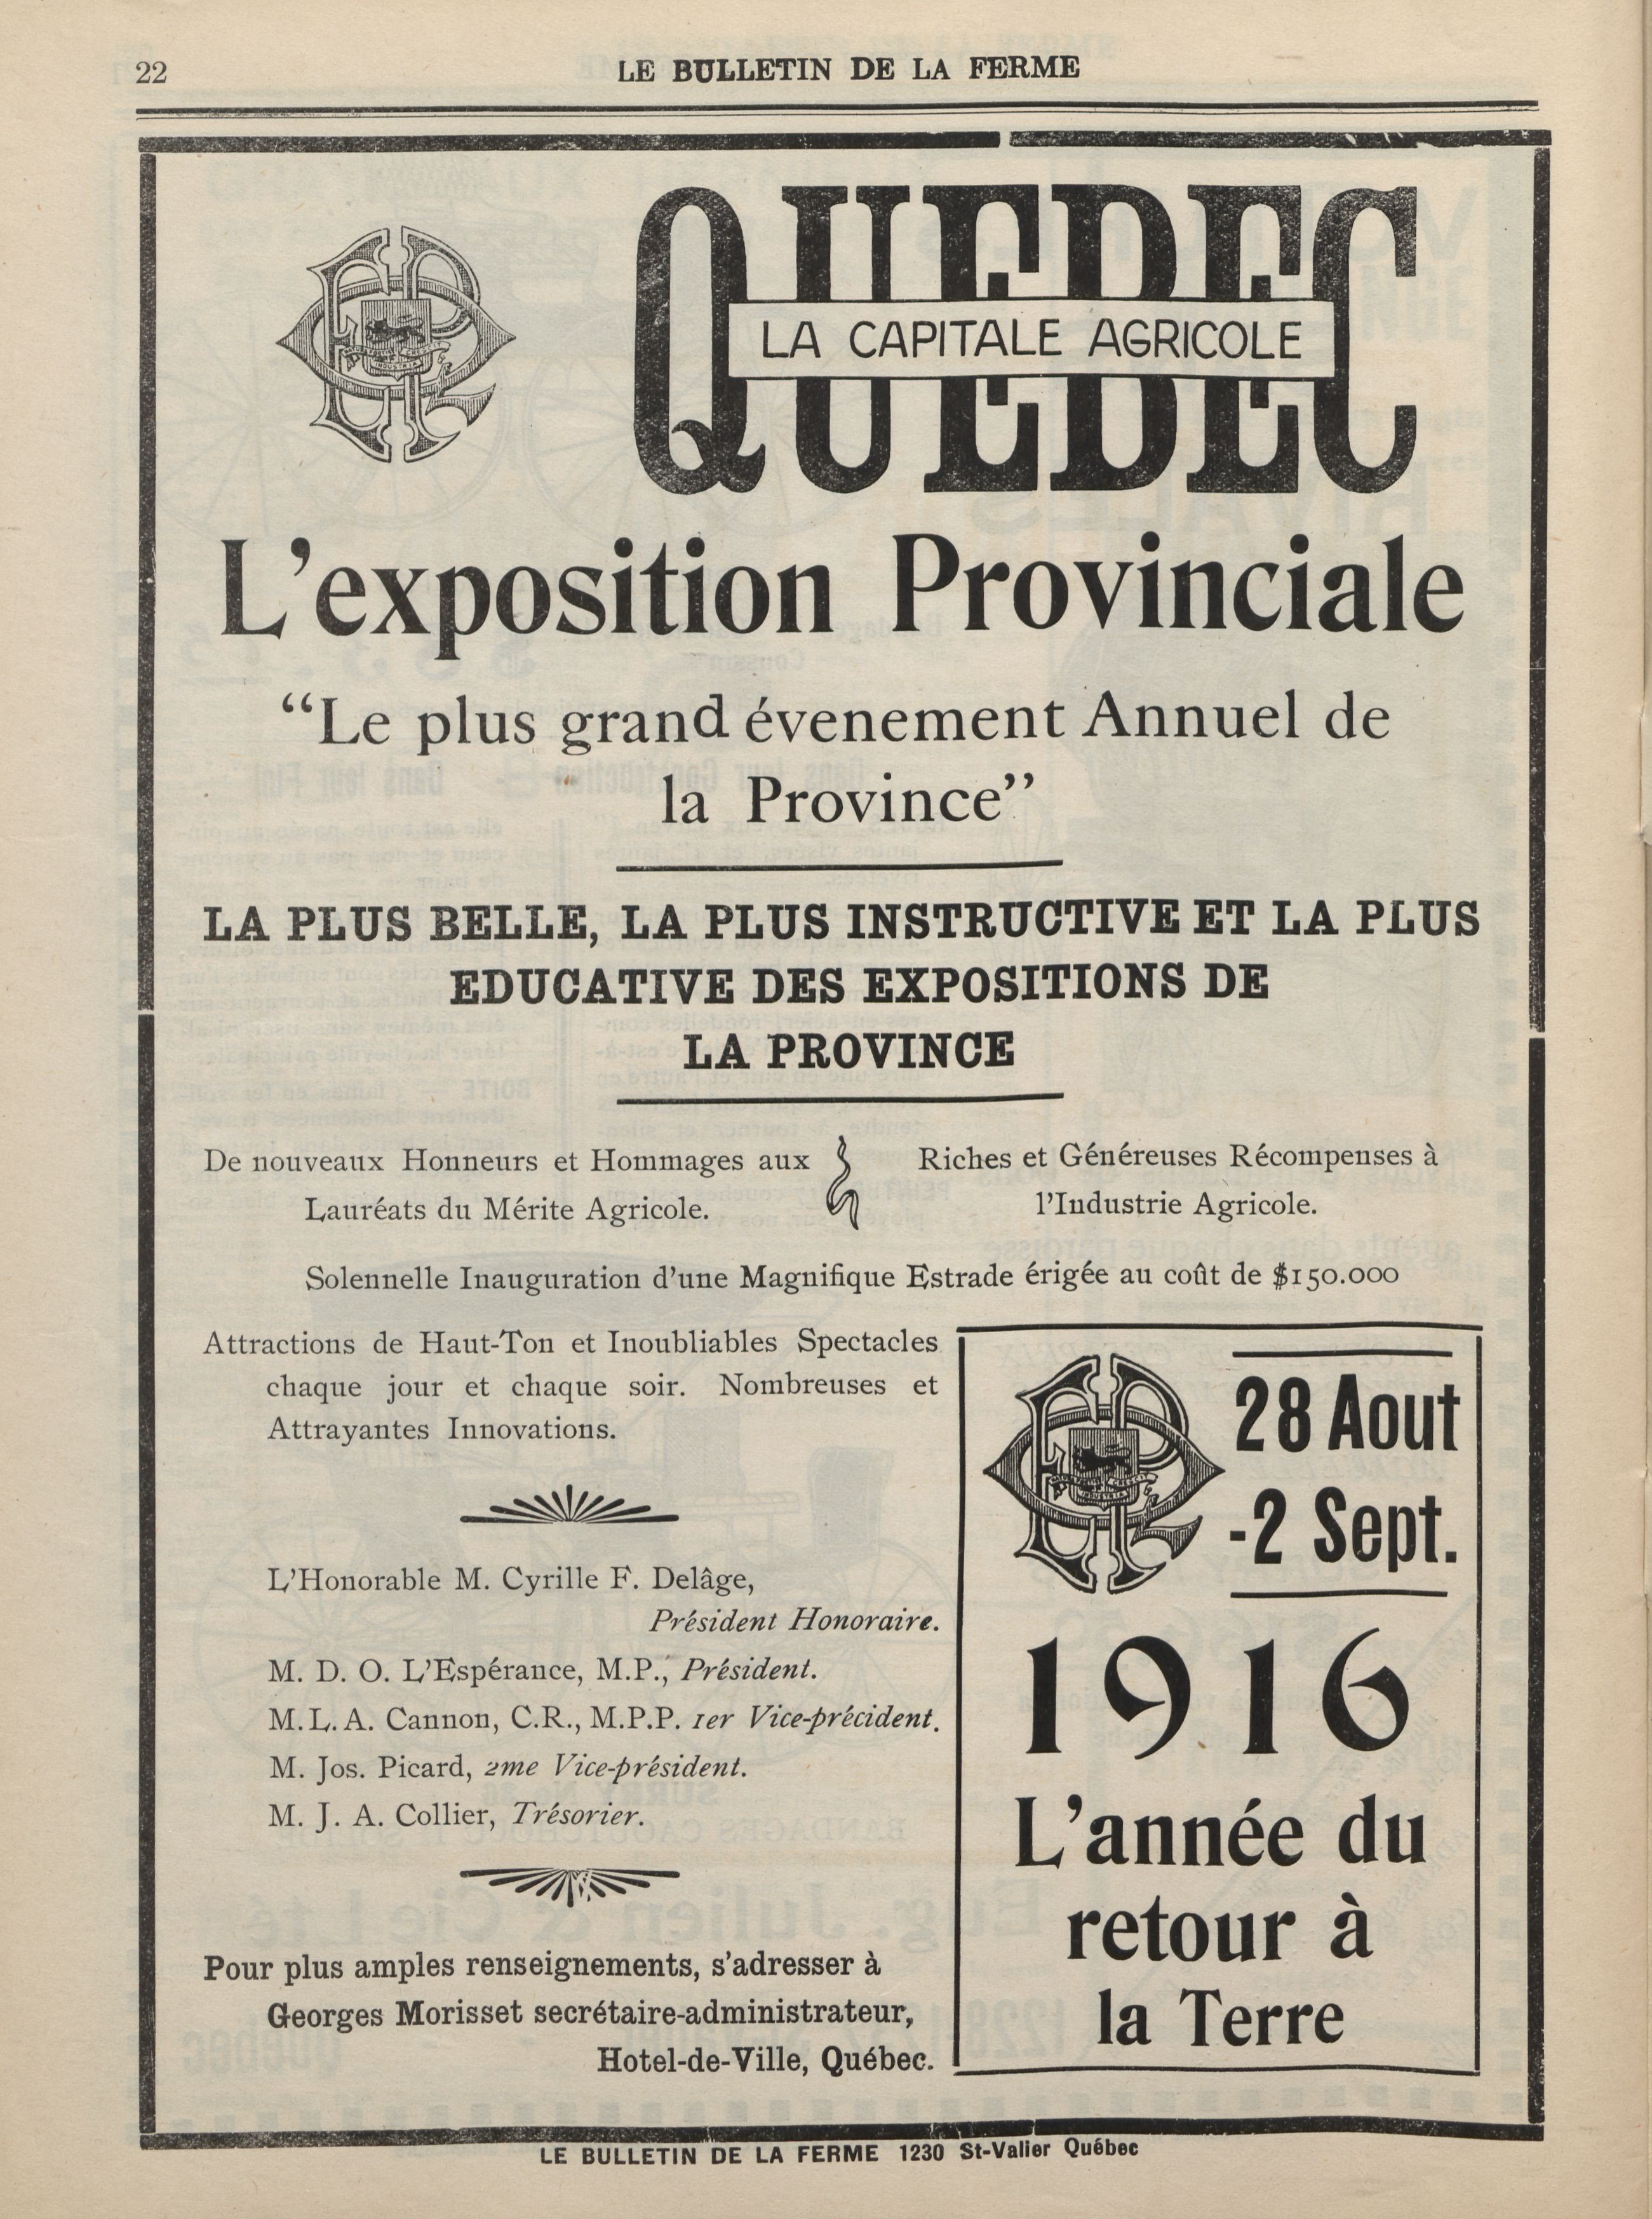 22
LE BULLETIN DE LA FERME
QUEBEC
LA CAPITALE AGRICOLE
L'exposition Provinciale
“Le plus grand évenement Annuel de
la Province”
LA PLUS BELLE, LA PLUS INSTRUCTIVE ET LA PLUS
EDUCATIVE DES EXPOSITIONS DE
LA PROVINCE
De nouveaux Honneurs et Hommages aux
Lauréats du Mérite Agricole.
Riches et Généreuses Récompenses à
l'Industrie Agricole.
Solennelle Inauguration d'une Magnifique Estrade érigée au coût de $150.000
Attractions de Haut-Ton et Inoubliables Spectacles
chaque jour et chaque soir. Nombreuses et
Attrayantes Innovations.
L'Honorable M. Cyrille F. Delâge,
Président Honoraire.
M. D. O. L'Espérance, M.P., Président.
M. L. A. Cannon, C.R., M.P.P. 1er Vice-précident.
M. Jos. Picard, 2me Vice-président.
M. J. A. Collier, Trésorier.
Pour plus amples renseignements, s'adresser à
Georges Morisset secrétaire-administrateur,
Hotel-de-Ville, Québec.
28 Aout
-2 Sept.
1916
L'année du
retour à
la Terre
LE BULLETIN DE LA FERME 1230 St-Valier Québec